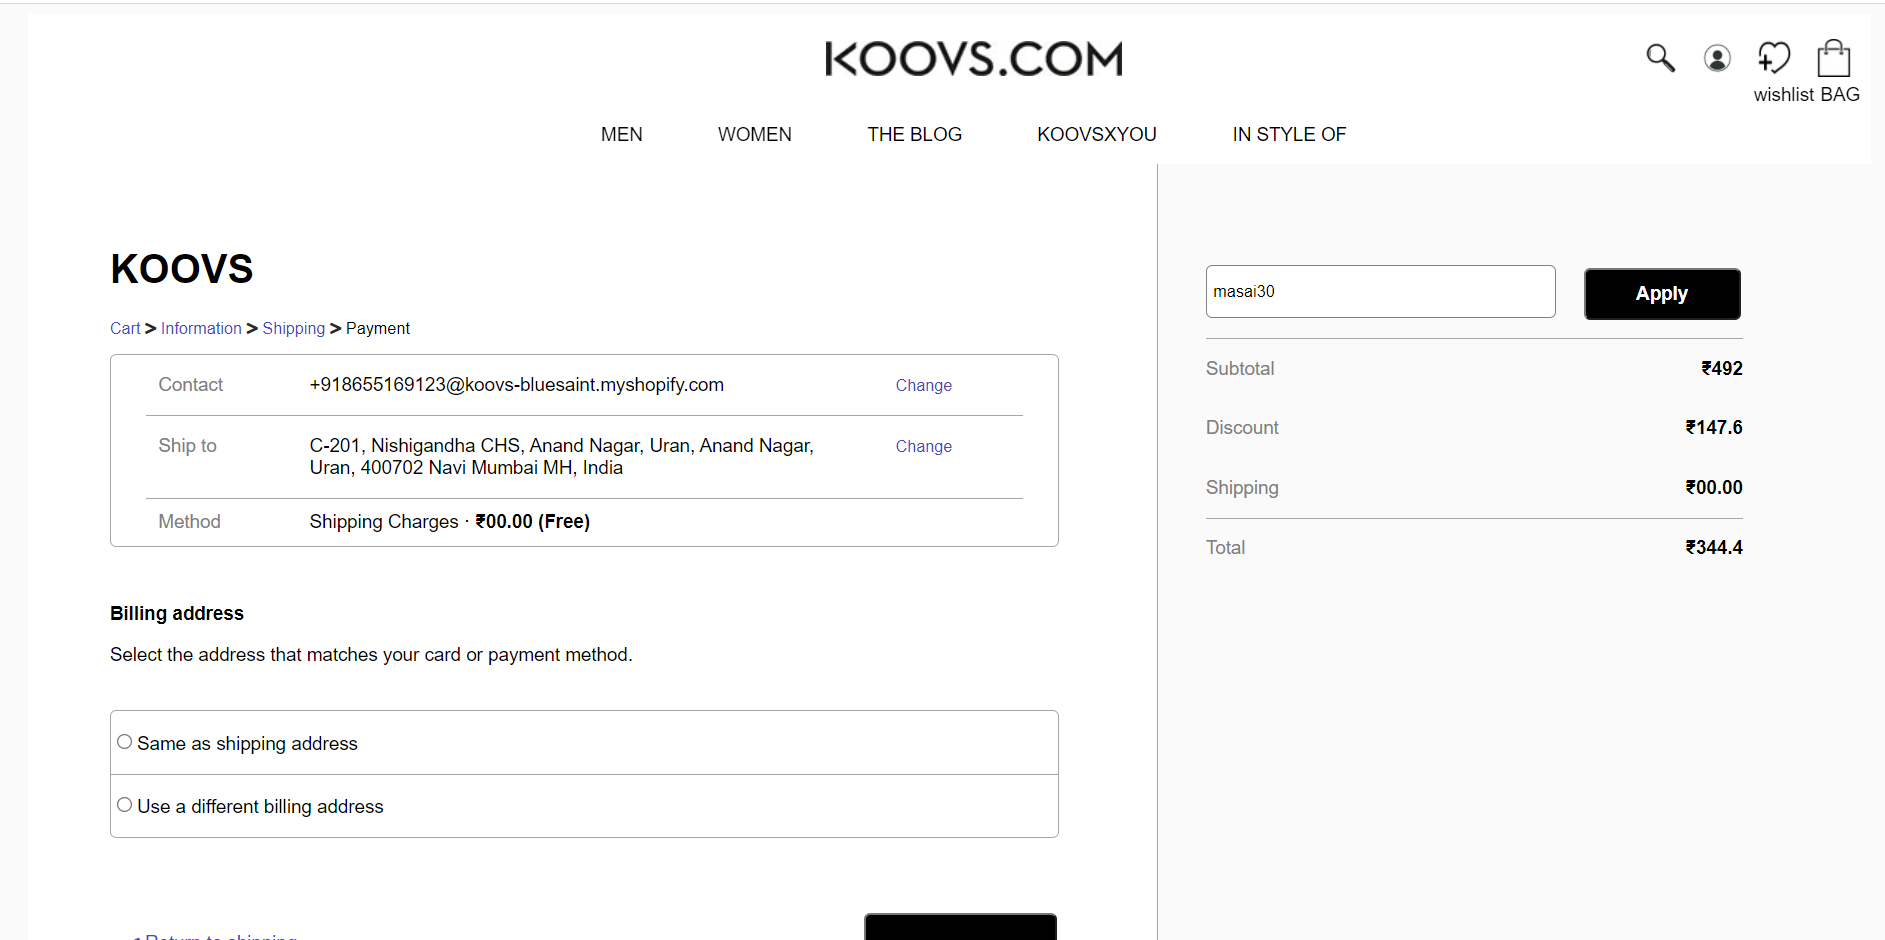 KOOVS.COM
wishlist BAG
MEN WOMEN THE BLOG KOOVSXYOU IN STYLE OF
KOOVS
Cart > Information > Shipping > Payment
Contact +918655169123@koovs-bluesaint.myshopify.com Change
Ship to C-201, Nishigandha CHS, Anand Nagar, Uran, Anand Nagar, Change
Uran, 400702 Navi Mumbai MH, India
Method Shipping Charges · ₹00.00 (Free)
Billing address
Select the address that matches your card or payment method.
Same as shipping address
Use a different billing address
Return to shipping
masai30 Apply
Subtotal ₹492
Discount ₹147.6
Shipping ₹00.00
Total ₹344.4